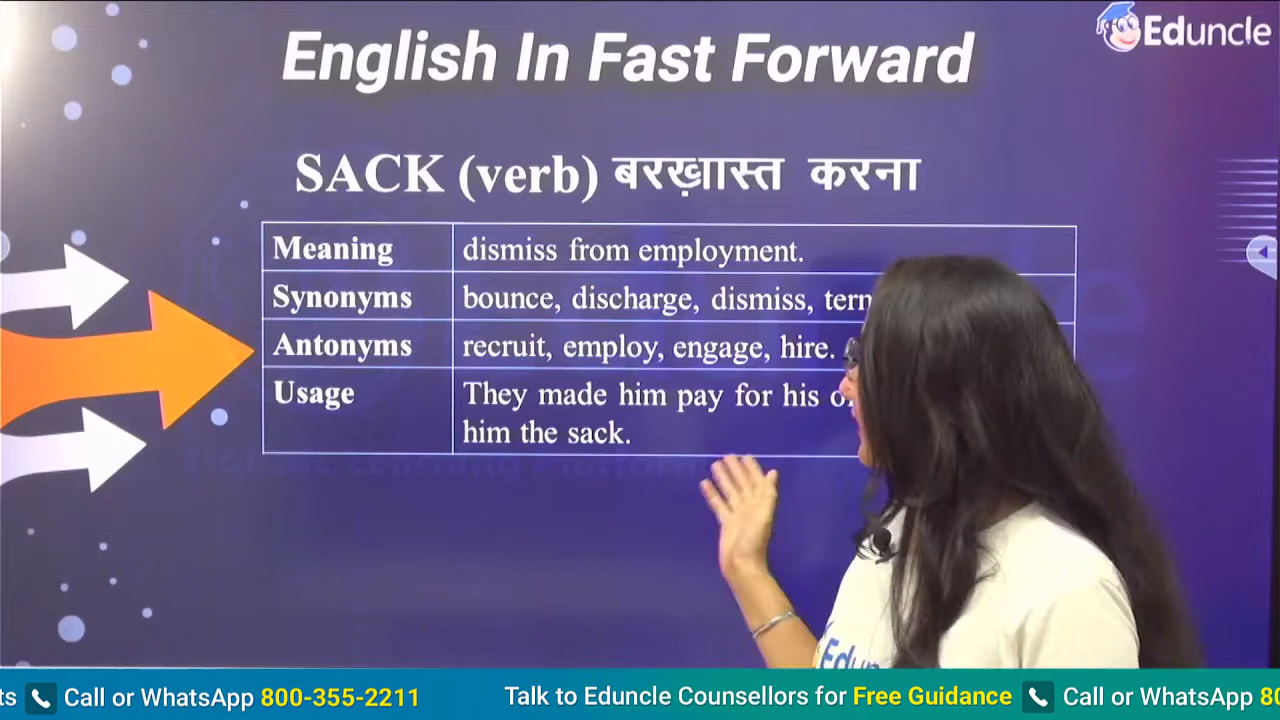 Eduncle
English In Fast Forward
SACK (verb) बरख़ास्त करना
Meaning dismiss from employment.
Synonyms bounce, discharge, dismiss,
Antonyms recruit, employ, engage, hire.
Usage They made him pay for his
him the sack.
Call or WhatsApp 800-355-2211 Talk to Eduncle Counsellors for Free Guidance Call or WhatsApp